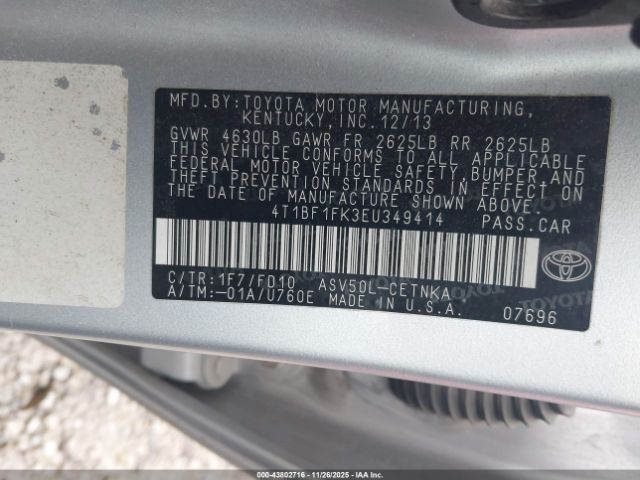 MFD.BY:TOYOTA MOTOR MANUFACTURING,
KENTUCKY, INC. 12/13
GVWR 4630LB GAWR FR 2625LB RR 2625LB
THIS VEHICLE CONFORMS TO ALL APPLICABLE
FEDERAL MOTOR VEHICLE SAFETY, BUMPER, AND
THEFT PREVENTION STANDARDS IN EFFECT ON
THE DATE OF MANUFACTURE SHOWN ABOVE.
4T1BF1FK3EU349414 PASS.CAR
C/TR:1F7/FD10 ASV50L-CETNKA
A/TM:-01A/U760E MADE IN U.S.A.
07696
000-43802716 | 11/26/2025 - IAAI.COM